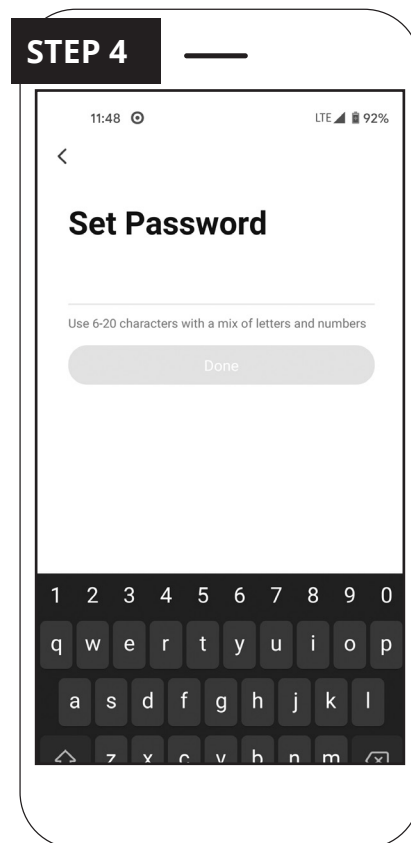 STEP 4
11:48 LTE 92%
Set Password
Use 6-20 characters with a mix of letters and numbers
Done
1 2 3 4 5 6 7 8 9 0
q w e r t y u i o p
a s d f g h j k l
z x c v b n m